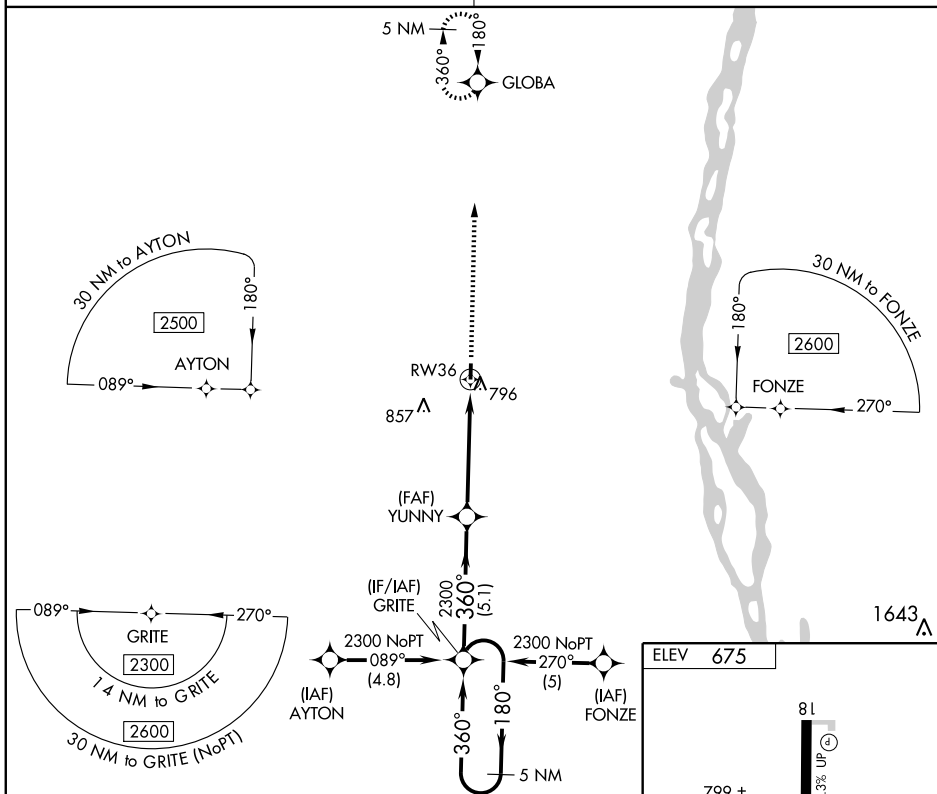 5 NM
360°
180°
GLOBA
30 NM to AYTON
180°
2500
AYTON
089°
30 NM to FONZE
180°
2600
FONZE
270°
RW36
796
857
(FAF)
YUNNY
(IF/IAF)
GRITE
2300
360°
(5.1)
089°
270°
GRITE
2300
14 NM to GRITE
2600
30 NM to GRITE (NoPT)
2300 NoPT
089°
(4.8)
(IAF)
AYTON
2300 NoPT
270°
(5)
(IAF)
FONZE
360°
180°
5 NM
1643
ELEV 675
18
P
.3% UP
799 ±